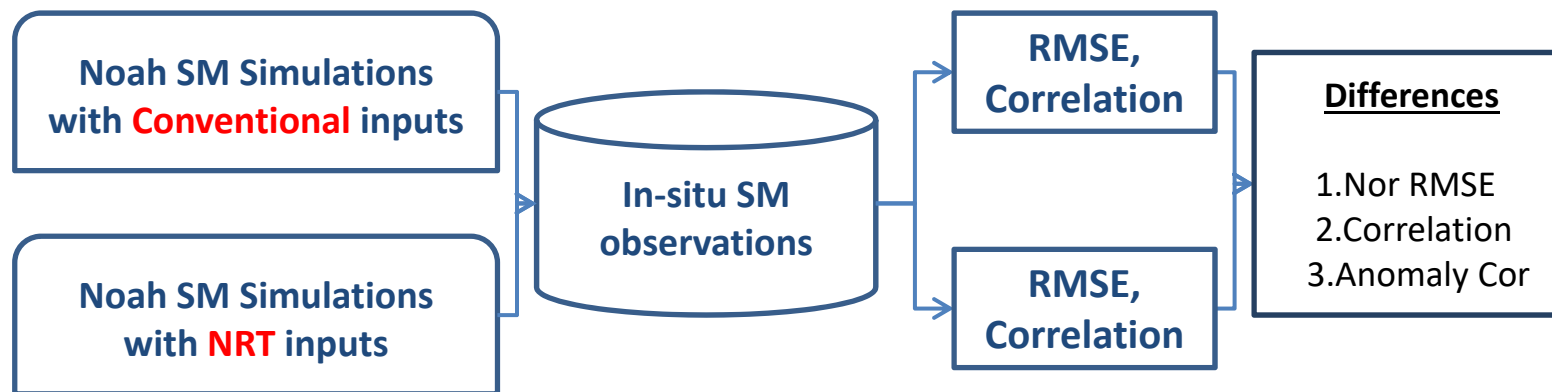 Noah SM Simulations
with Conventional inputs
Noah SM Simulations
with NRT inputs
In-situ SM
observations
RMSE,
Correlation
RMSE,
Correlation
Differences
1.Nor RMSE
2.Correlation
3.Anomaly Cor